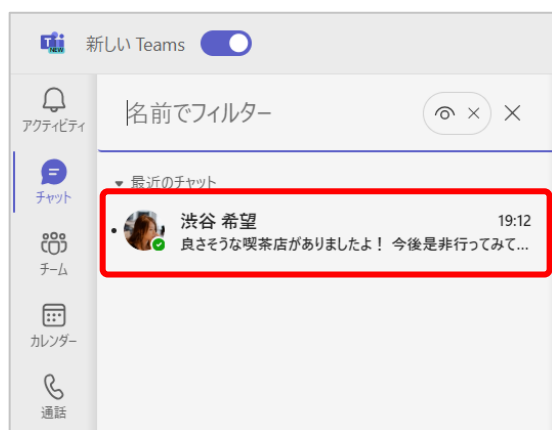 NEW
新しい Teams
アクティビティ
名前でフィルター
チャット
最近のチャット
渋谷 希望
19:12
良さそうな喫茶店がありましたよ！ 今後是非行ってみて...
チーム
カレンダー
通話